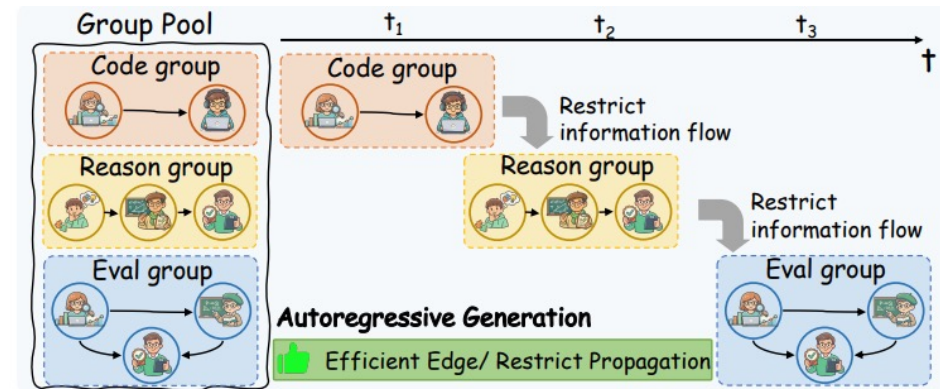 Group Pool
Code group
Reason group
Eval group
t1
t2
t3
t
Code group
Restrict
information flow
Reason group
Restrict
information flow
Eval group
Autoregressive Generation
Efficient Edge/ Restrict Propagation